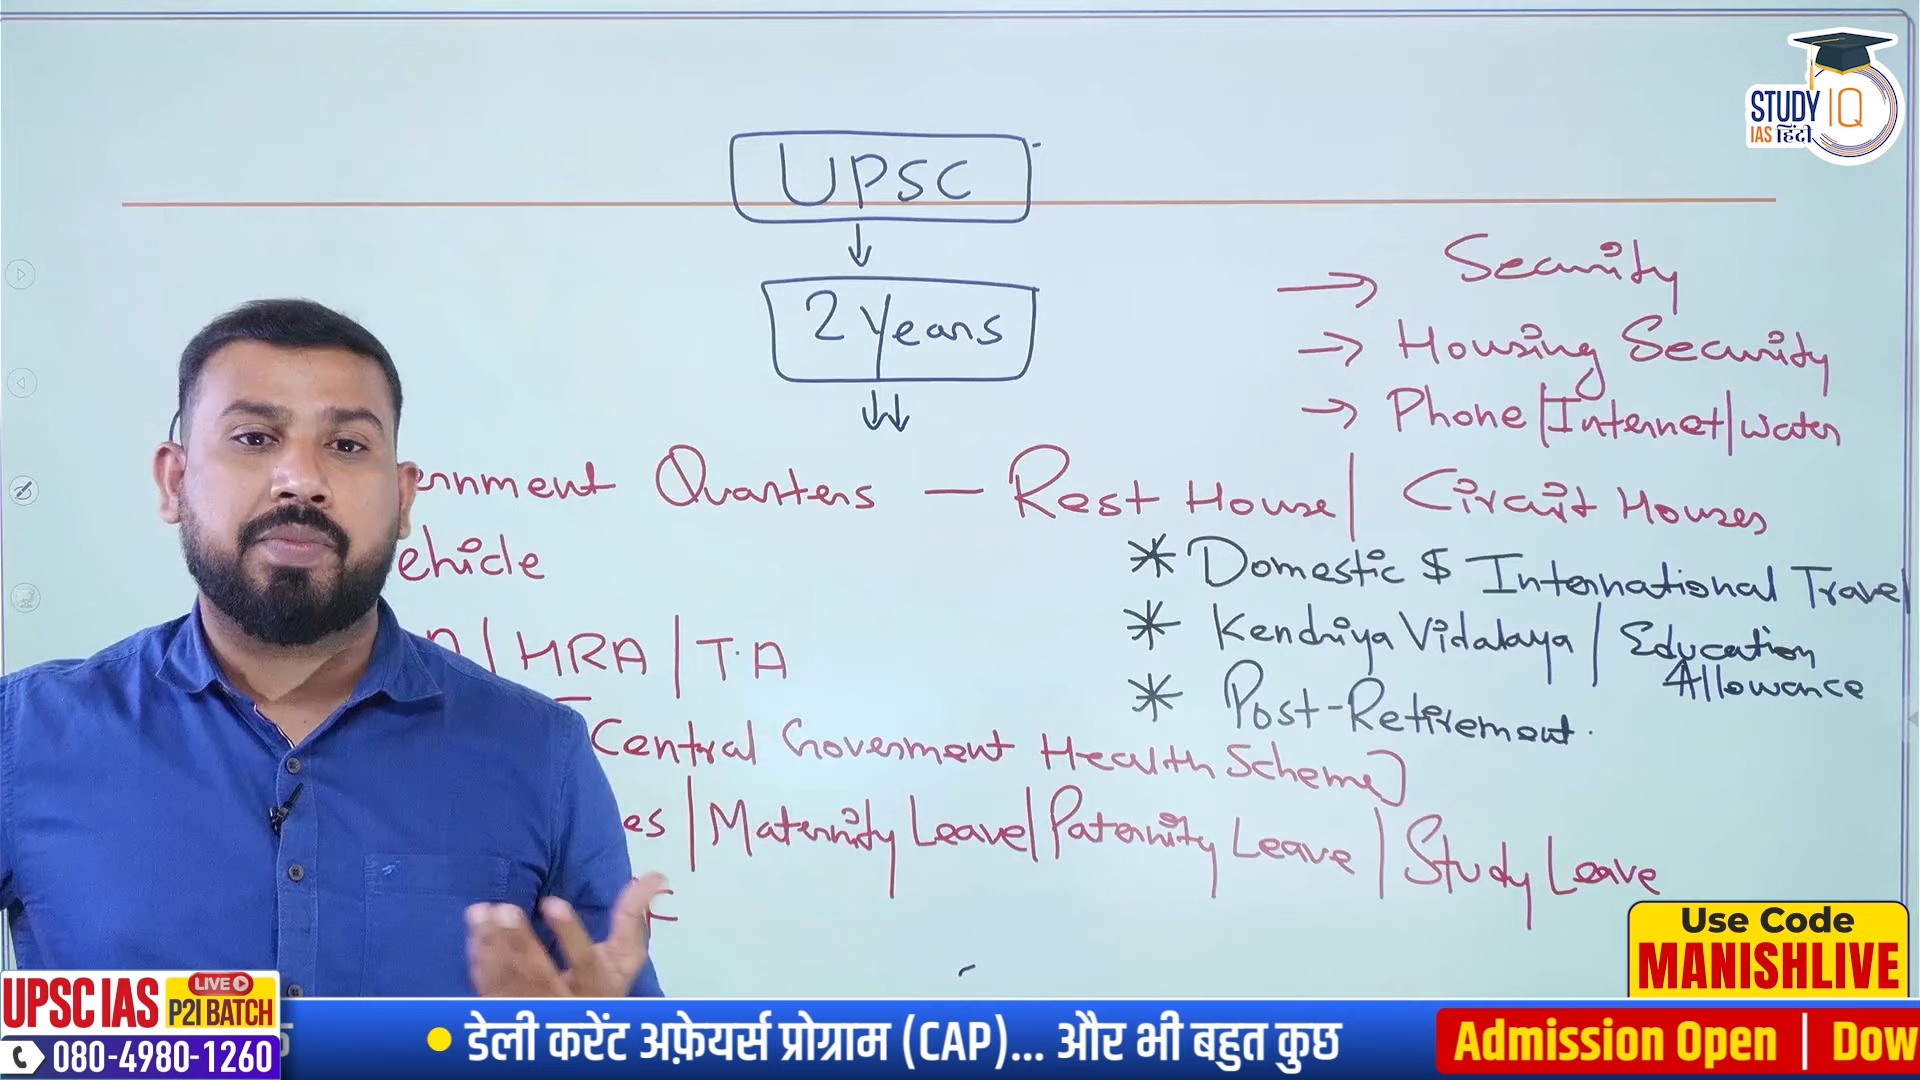 STUDY IQ
IAS हिंदी
UPSC
2 Years
→ Security
→ Housing Security
→ Phone/Internet/water
ernment Quarters — Rest House | Circuit Houses
ehicle
* Domestic $ International Travel
* Kendriya Vidalaya / Education Allowance
A | HRA | T.A
* Post-Retirement.
Central Goverment Health Scheme)
es | Maternity Leave | Paternity Leave | Study Leave
Use Code
MANISHLIVE
UPSC IAS LIVE P2I BATCH
080-4980-1260
• डेली करेंट अफ़ेयर्स प्रोग्राम (CAP)... और भी बहुत कुछ
Admission Open | Dow